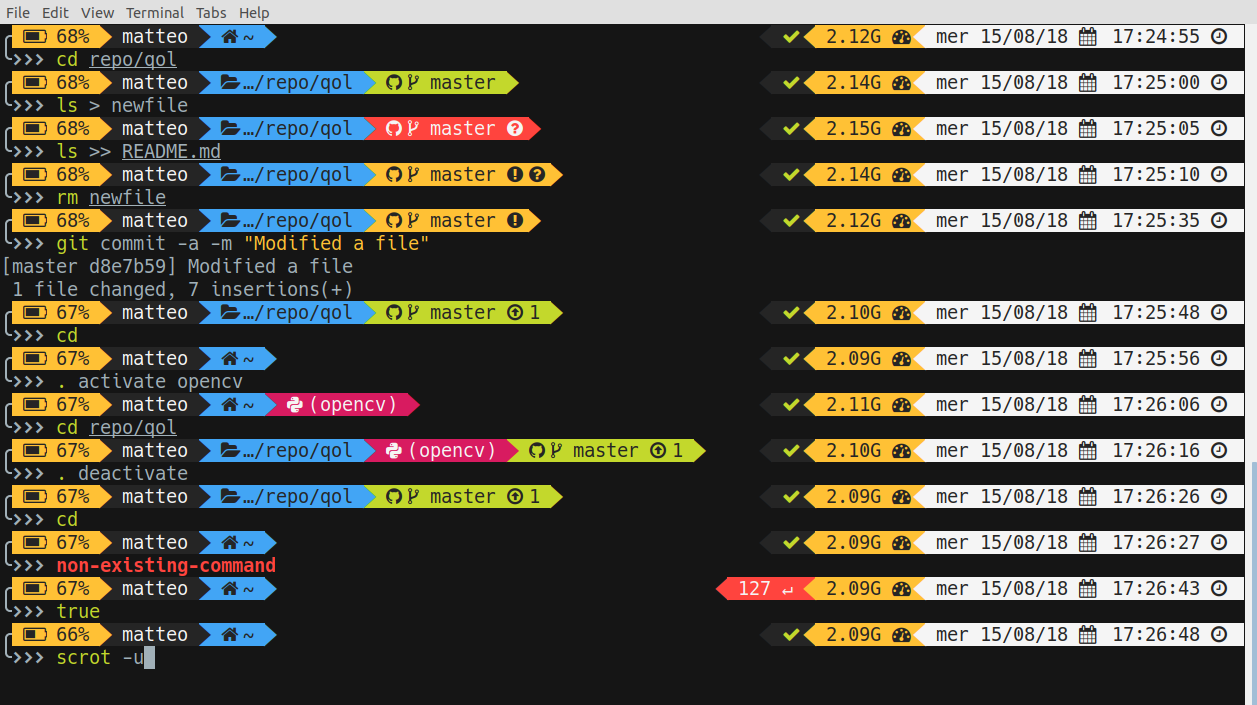 File Edit View Terminal Tabs Help
68% matteo ~ ✔ 2.12G mer 15/08/18 17:24:55
>>> cd repo/qol
68% matteo …/repo/qol master ✔ 2.14G mer 15/08/18 17:25:00
>>> ls > newfile
68% matteo …/repo/qol master ? ✔ 2.15G mer 15/08/18 17:25:05
>>> ls >> README.md
68% matteo …/repo/qol master ! ? ✔ 2.14G mer 15/08/18 17:25:10
>>> rm newfile
68% matteo …/repo/qol master ! ✔ 2.12G mer 15/08/18 17:25:35
>>> git commit -a -m "Modified a file"
[master d8e7b59] Modified a file
1 file changed, 7 insertions(+)
67% matteo …/repo/qol master 1 ✔ 2.10G mer 15/08/18 17:25:48
>>> cd
67% matteo ~ ✔ 2.09G mer 15/08/18 17:25:56
>>> . activate opencv
67% matteo ~ (opencv) ✔ 2.11G mer 15/08/18 17:26:06
>>> cd repo/qol
67% matteo …/repo/qol (opencv) master 1 ✔ 2.10G mer 15/08/18 17:26:16
>>> . deactivate
67% matteo …/repo/qol master 1 ✔ 2.09G mer 15/08/18 17:26:26
>>> cd
67% matteo ~ ✔ 2.09G mer 15/08/18 17:26:27
>>> non-existing-command
67% matteo ~ 127 ↵ 2.09G mer 15/08/18 17:26:43
>>> true
66% matteo ~ ✔ 2.09G mer 15/08/18 17:26:48
>>> scrot -u